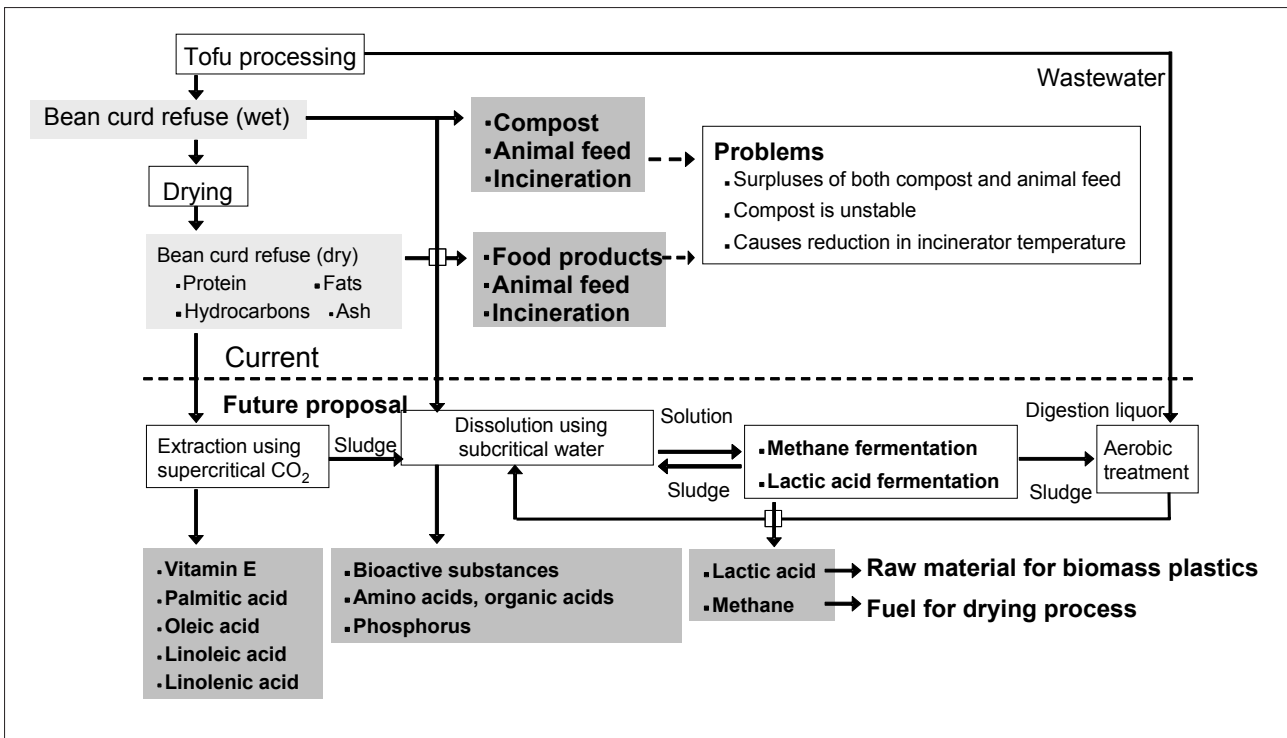 Tofu processing
Wastewater
Bean curd refuse (wet)
▪Compost
▪Animal feed
▪Incineration
Problems
▪Surpluses of both compost and animal feed
▪Compost is unstable
▪Causes reduction in incinerator temperature
Drying
Bean curd refuse (dry)
▪Protein ▪Fats
▪Hydrocarbons ▪Ash
▪Food products
▪Animal feed
▪Incineration
Current
Future proposal
Extraction using
supercritical CO₂
Sludge
Dissolution using
subcritical water
Solution
Sludge
▪Methane fermentation
▪Lactic acid fermentation
Digestion liquor
Sludge
Aerobic
treatment
▪Vitamin E
▪Palmitic acid
▪Oleic acid
▪Linoleic acid
▪Linolenic acid
▪Bioactive substances
▪Amino acids, organic acids
▪Phosphorus
▪Lactic acid
▪Methane
Raw material for biomass plastics
Fuel for drying process